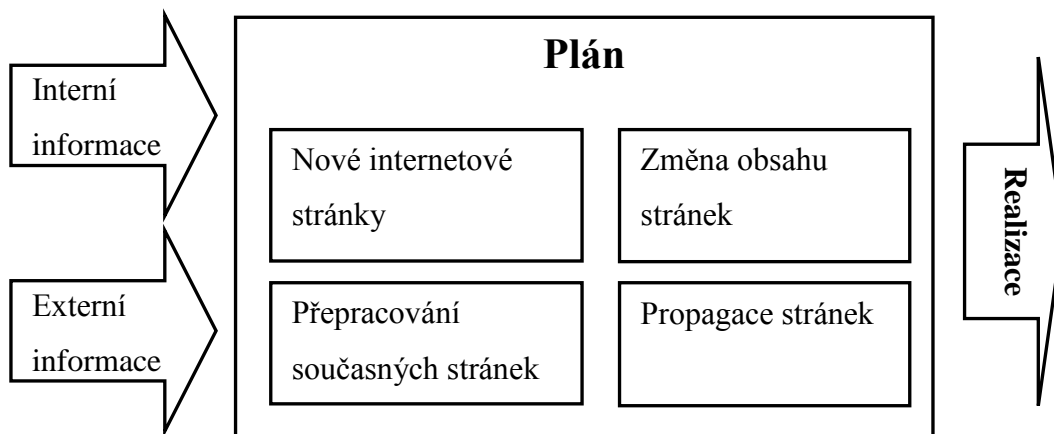 Interní
informace
Externí
informace
Plán
Nové internetové
stránky
Změna obsahu
stránek
Přepracování
současných stránek
Propagace stránek
Realizace